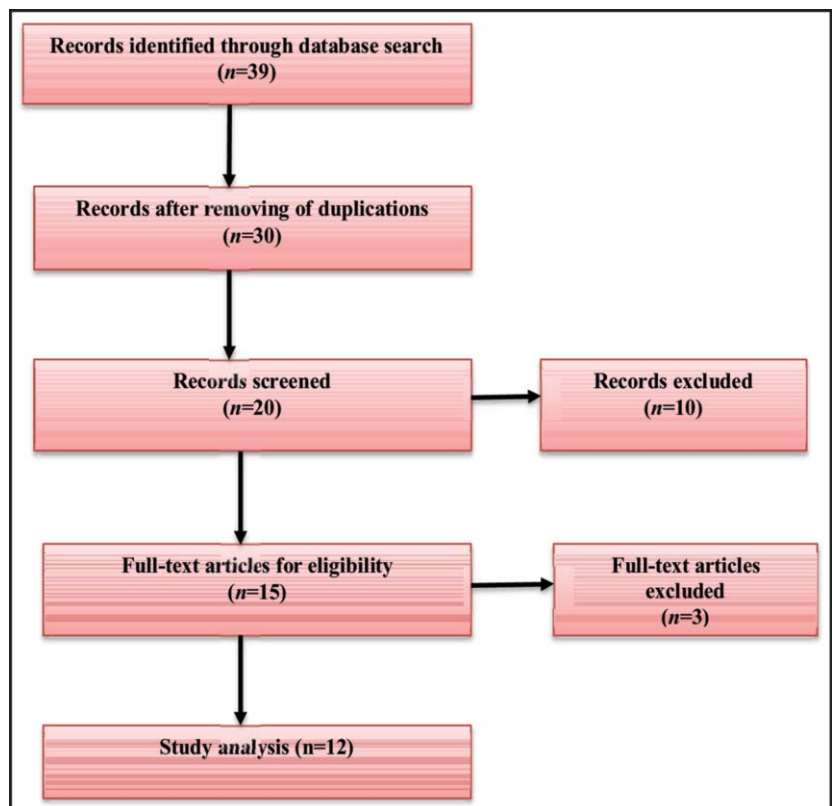 Records identified through database search
(n=39)
Records after removing of duplications
(n=30)
Records screened
(n=20)
Records excluded
(n=10)
Full-text articles for eligibility
(n=15)
Full-text articles
excluded
(n=3)
Study analysis (n=12)